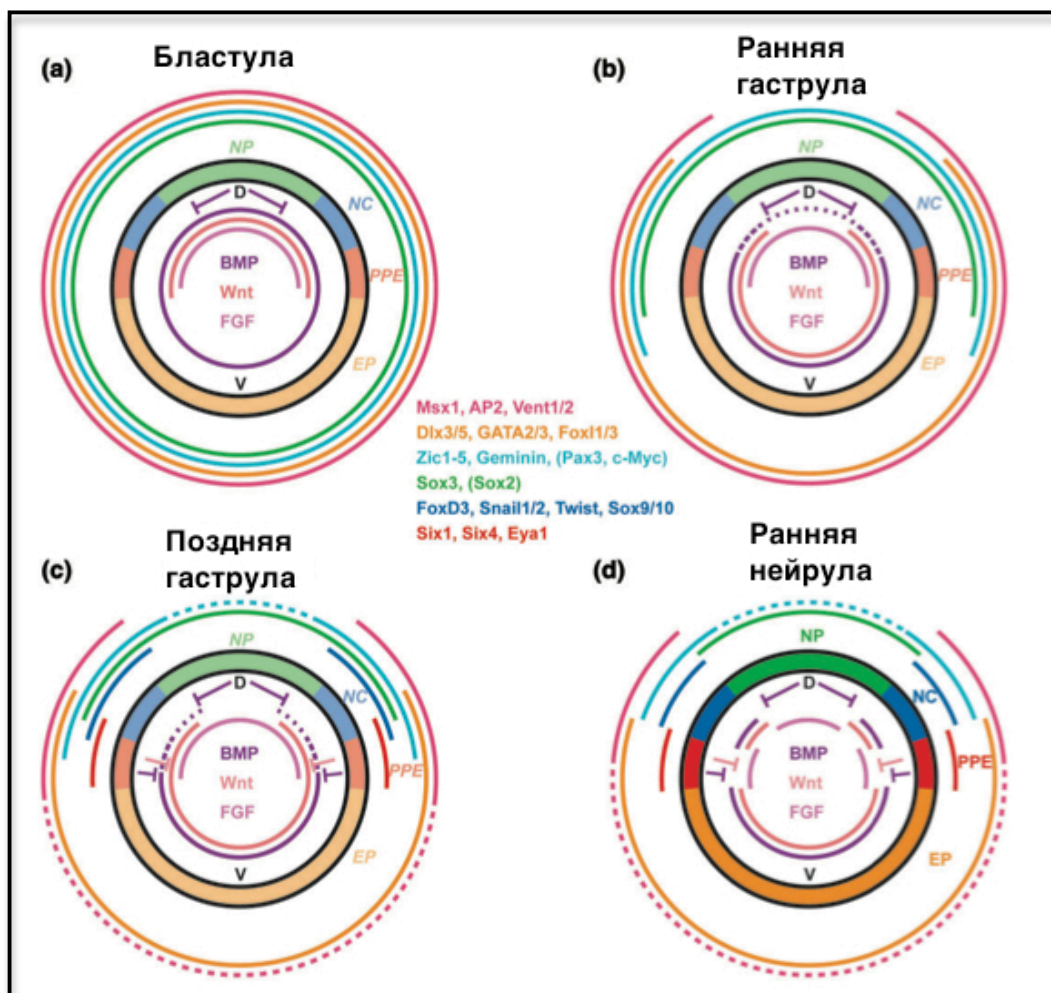 (a)
Бластула
NP
D
NC
BMP
PPE
Wnt
FGF
EP
V
(b)
Ранняя
гаструла
NP
D
NC
BMP
PPE
Wnt
FGF
EP
V
Msx1, AP2, Vent1/2
Dlx3/5, GATA2/3, FoxI1/3
Zic1-5, Geminin, (Pax3, c-Myc)
Sox3, (Sox2)
FoxD3, Snail1/2, Twist, Sox9/10
Six1, Six4, Eya1
(c)
Поздняя
гаструла
NP
D
NC
BMP
PPE
Wnt
FGF
EP
V
(d)
Ранняя
нейрула
NP
D
NC
BMP
PPE
Wnt
FGF
EP
V